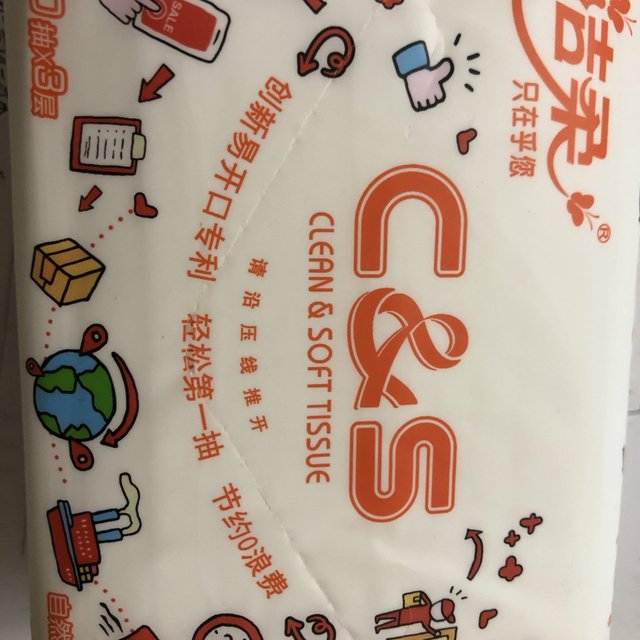 洁柔
®
只在乎您
C&S
CLEAN & SOFT TISSUE
请沿压线推开
创新易开口专利 轻松第一抽 节约0浪费
SALE